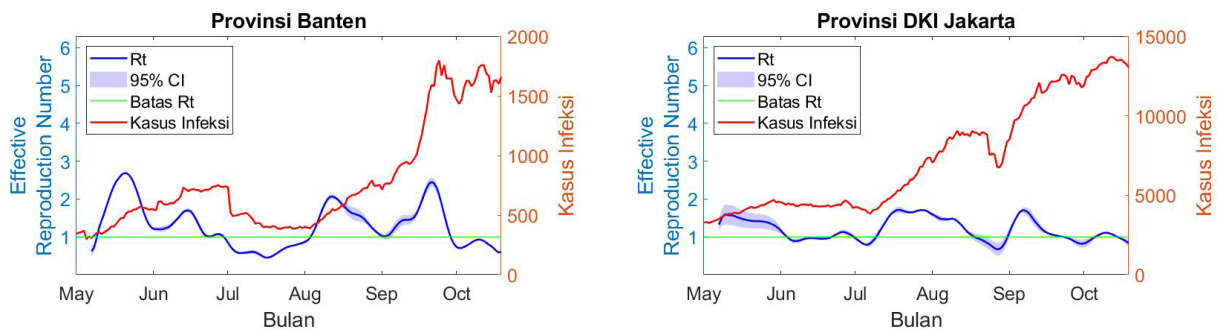 Provinsi Banten
Effective
Reproduction Number
6
5
4
3
2
1
Rt
95% CI
Batas Rt
Kasus Infeksi
2000
1500
1000
500
0
Kasus Infeksi
May Jun Jul Aug Sep Oct
Bulan
Provinsi DKI Jakarta
Effective
Reproduction Number
6
5
4
3
2
1
Rt
95% CI
Batas Rt
Kasus Infeksi
15000
10000
5000
0
Kasus Infeksi
May Jun Jul Aug Sep Oct
Bulan